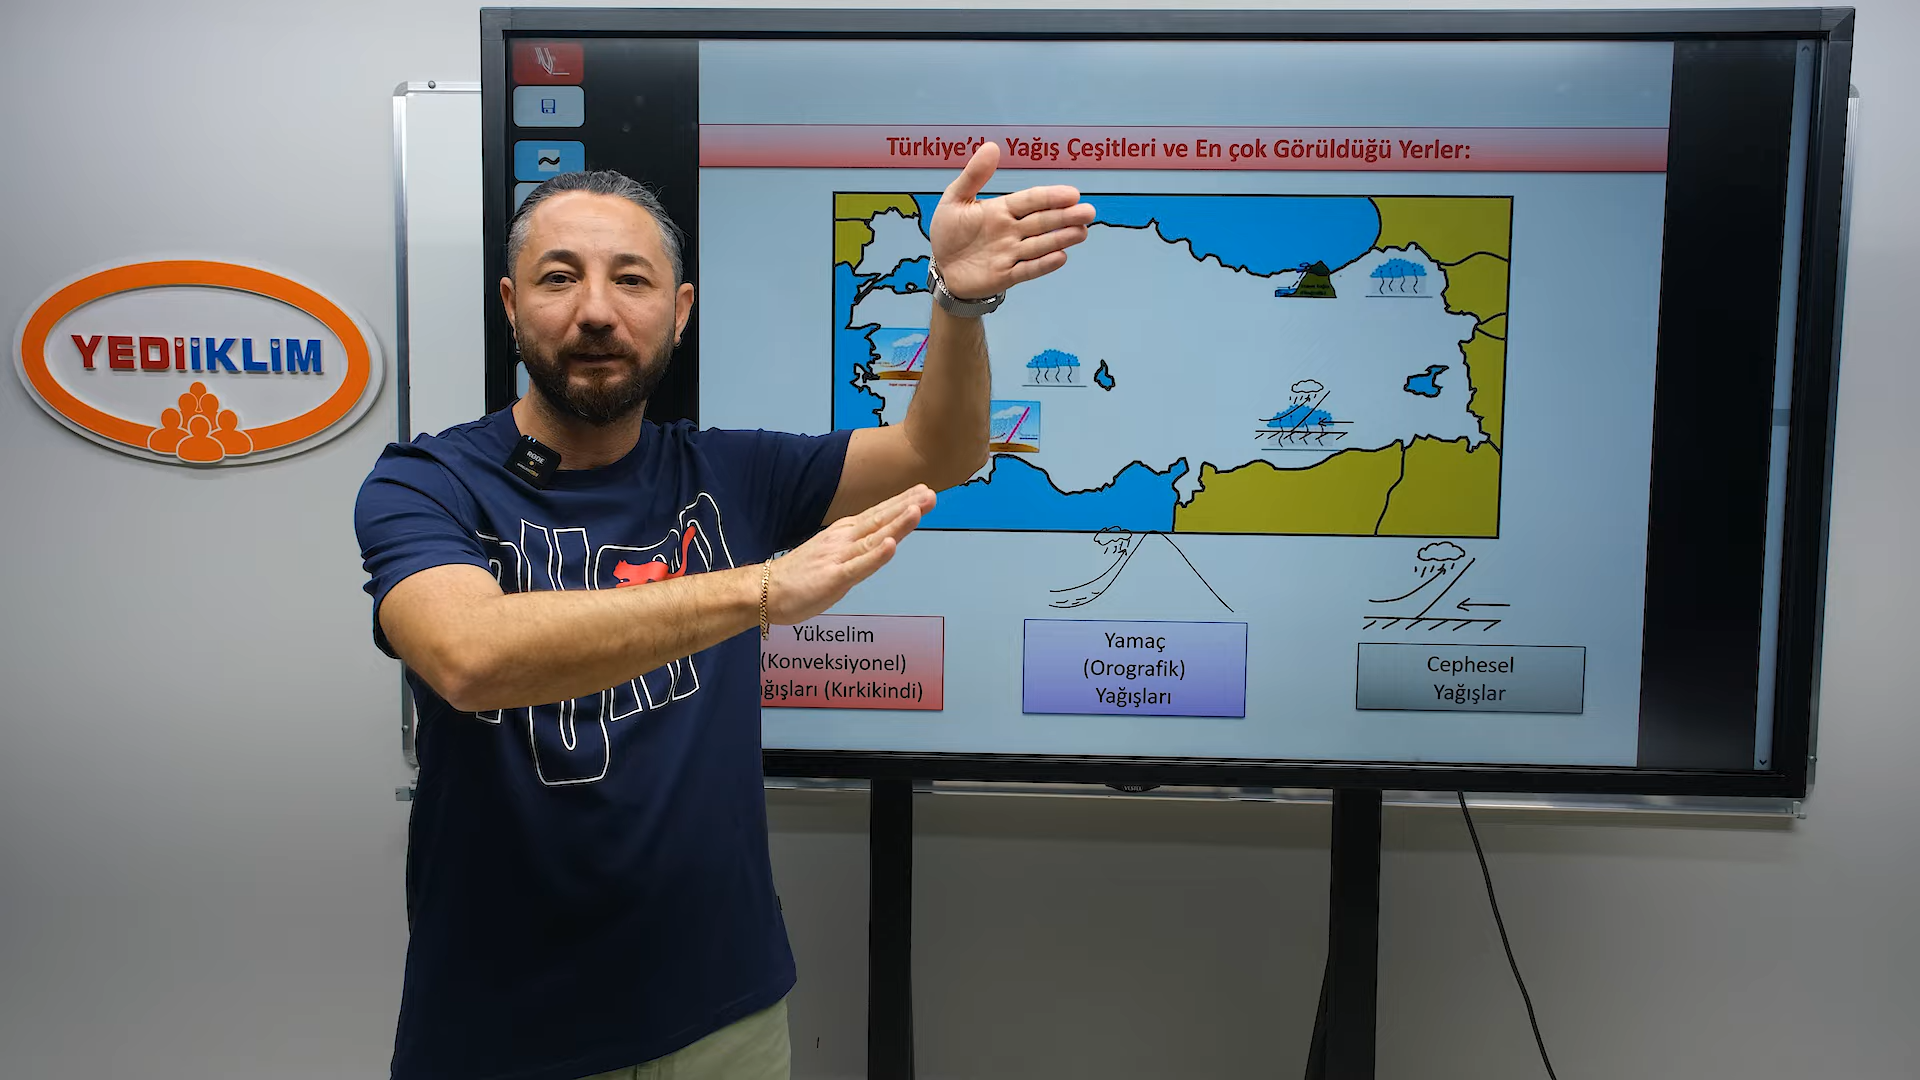 Türkiye'de Yağış Çeşitleri ve En çok Görüldüğü Yerler:
YEDiiKLiM
RODE
Yükselim
(Konveksiyonel)
(Kırkikindi)
Yamaç
(Orografik)
Yağışları
Cephesel
Yağışlar
VESTEL